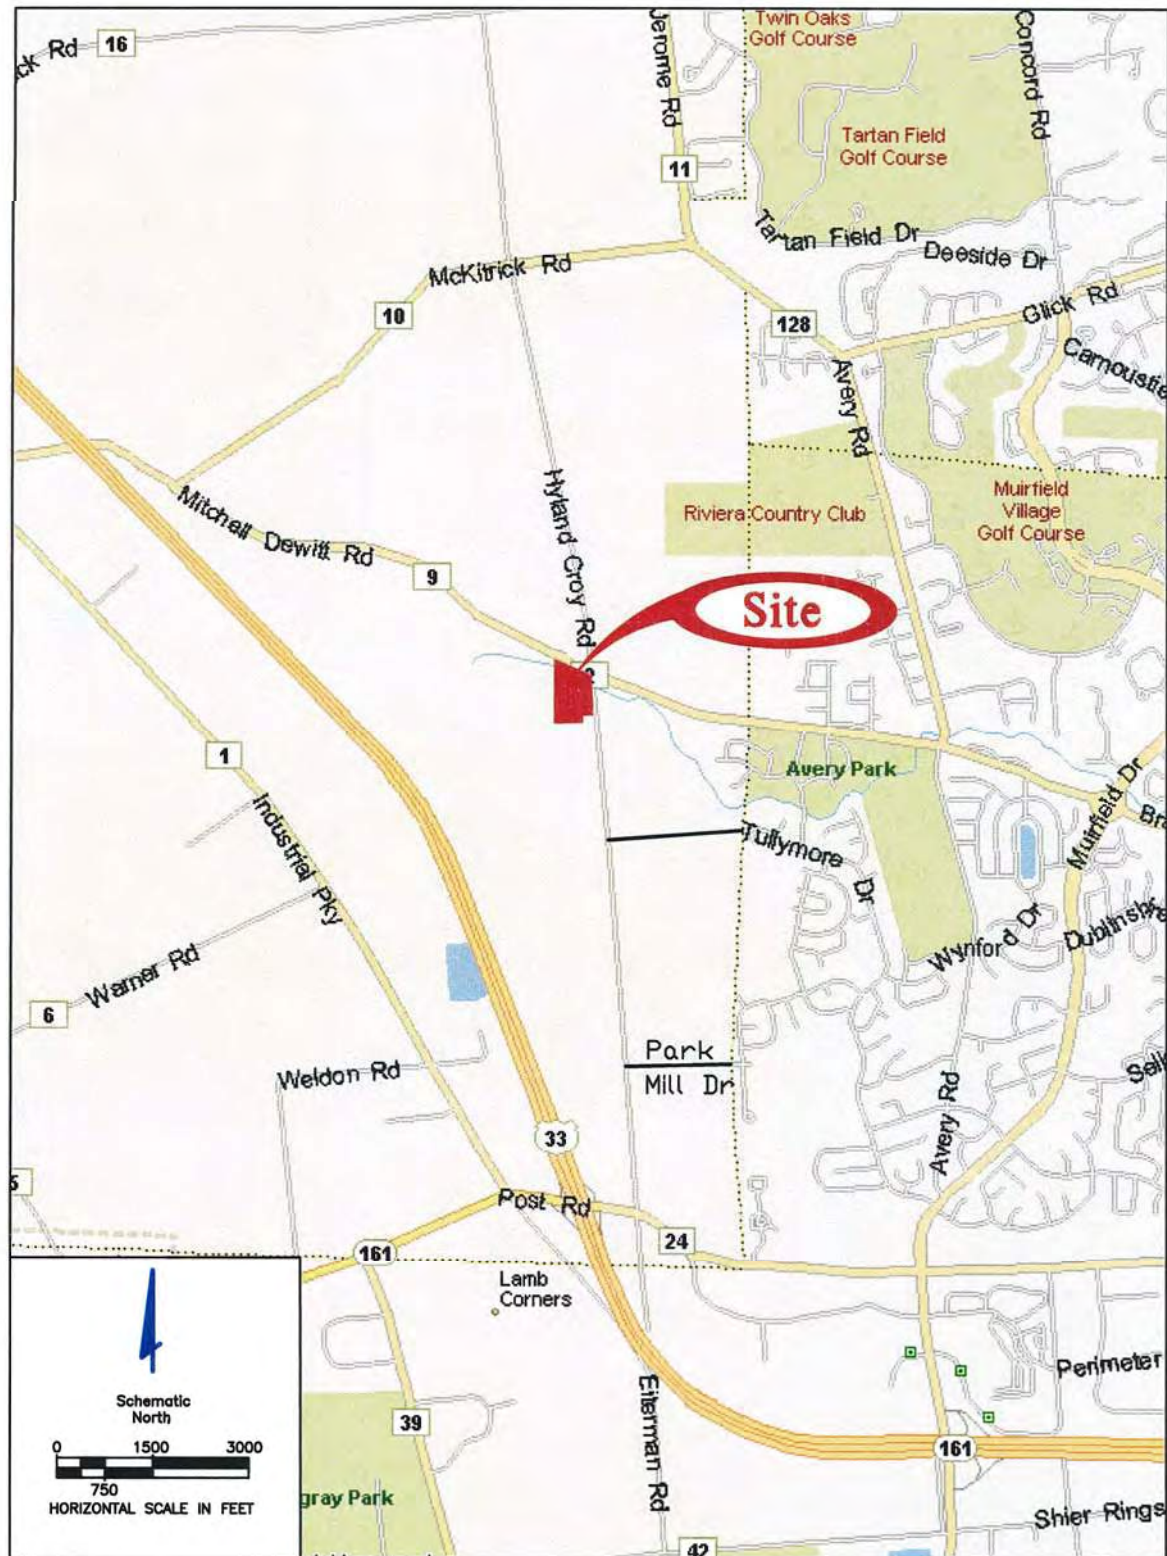 ck Rd
16
Jerome Rd
Twin Oaks
Golf Course
Concord Rd
Tartan Field
Golf Course
11
Tartan Field Dr
Deeside Dr
McKitrick Rd
10
128
Glick Rd
Avery Rd
Hyland Croy Rd
Mitchell Dewitt Rd
Riviera Country Club
Muirfield
Village
Golf Course
9
Site
2
1
Avery Park
Muirfield Dr
Industrial Pky
Tullymore Dr
Wynford Dr
Warner Rd
6
Weldon Rd
Park
Mill Dr
Avery Rd
33
5
Post Rd
24
161
Lamb
Corners
Schematic
North
0 1500 3000
750
HORIZONTAL SCALE IN FEET
39
Eiterman Rd
Perimeter
161
gray Park
Shier Rings
42